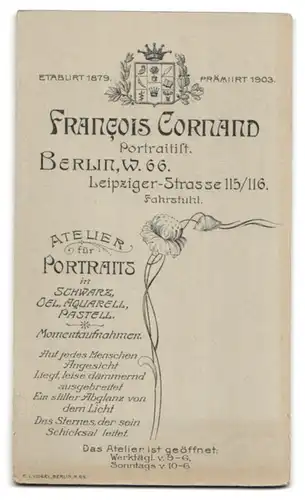 ETABLIRT 1879. PRÄMIIRT 1903.
FRANÇOIS CORNAND
Portraitist.
BERLIN, W. 66.
Leipziger-Strasse 115/116.
Fahrstuhl.
ATELIER
für
PORTRAITS
in
SCHWARZ,
OEL, AQUARELL,
PASTELL.
Momentaufnahmen.
Auf jedes Menschen
Angesicht
Liegt leise dämmernd
ausgebreitet
Ein stiller Abglanz von
dem Licht
Des Sternes, der sein
Schicksal leitet.
Das Atelier ist geöffnet:
Werktägl. v. 9-6.
Sonntags v. 10-6